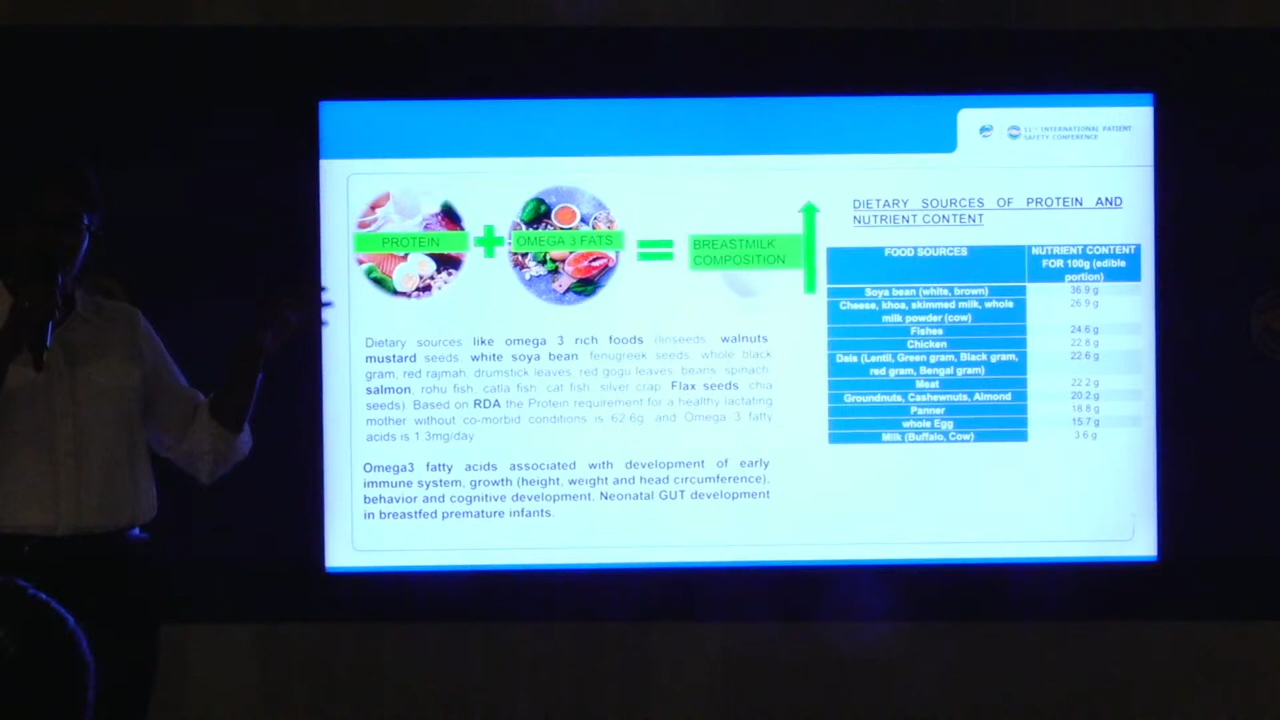 11TH INTERNATIONAL PATIENT
SAFETY CONFERENCE
PROTEIN
OMEGA 3 FATS
BREASTMILK
COMPOSITION
Dietary sources like omega 3 rich foods (linseeds, walnuts
mustard seeds, white soya bean, fenugreek seeds, whole black
gram, red rajmah, drumstick leaves, red gogu leaves, beans, spinach,
salmon, rohu fish, catla fish, cat fish, silver crap, Flax seeds, chia
seeds). Based on RDA the Protein requirement for a healthy lactating
mother without co-morbid conditions is 62.6g and Omega 3 fatty
acids is 1.3mg/day
Omega3 fatty acids associated with development of early
immune system, growth (height, weight and head circumference),
behavior and cognitive development, Neonatal GUT development
in breastfed premature infants.
DIETARY SOURCES OF PROTEIN AND
NUTRIENT CONTENT
FOOD SOURCES
NUTRIENT CONTENT
FOR 100g (edible
portion)
Soya bean (white, brown) 36.9 g
Cheese, khoa, skimmed milk, whole 26.9 g
milk powder (cow)
Fishes 24.6 g
Chicken 22.8 g
Dals (Lentil, Green gram, Black gram, 22.6 g
red gram, Bengal gram)
Meat 22.2 g
Groundnuts, Cashewnuts, Almond 20.2 g
Panner 18.8 g
whole Egg 15.7 g
Milk (Buffalo, Cow) 3.6 g